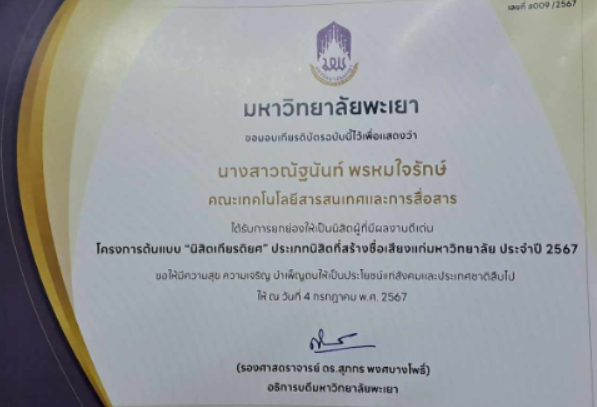 เลขที่ ส009 /2567
มหาวิทยาลัยพะเยา
ขอมอบเกียรติบัตรฉบับนี้ไว้เพื่อแสดงว่า
นางสาวณัฐนันท์ พรหมใจรักษ์
คณะเทคโนโลยีสารสนเทศและการสื่อสาร
ได้รับการยกย่องให้เป็นนิสิตผู้ที่มีผลงานดีเด่น
โครงการต้นแบบ "นิสิตเกียรติยศ" ประเภทนิสิตที่สร้างชื่อเสียงแก่มหาวิทยาลัย ประจำปี 2567
ขอให้มีความสุข ความเจริญ บำเพ็ญตนให้เป็นประโยชน์แก่สังคมและประเทศชาติสืบไป
ให้ ณ วันที่ 4 กรกฎาคม พ.ศ. 2567
(รองศาสตราจารย์ ดร.สุภกร พงศบางโพธิ์)
อธิการบดีมหาวิทยาลัยพะเยา